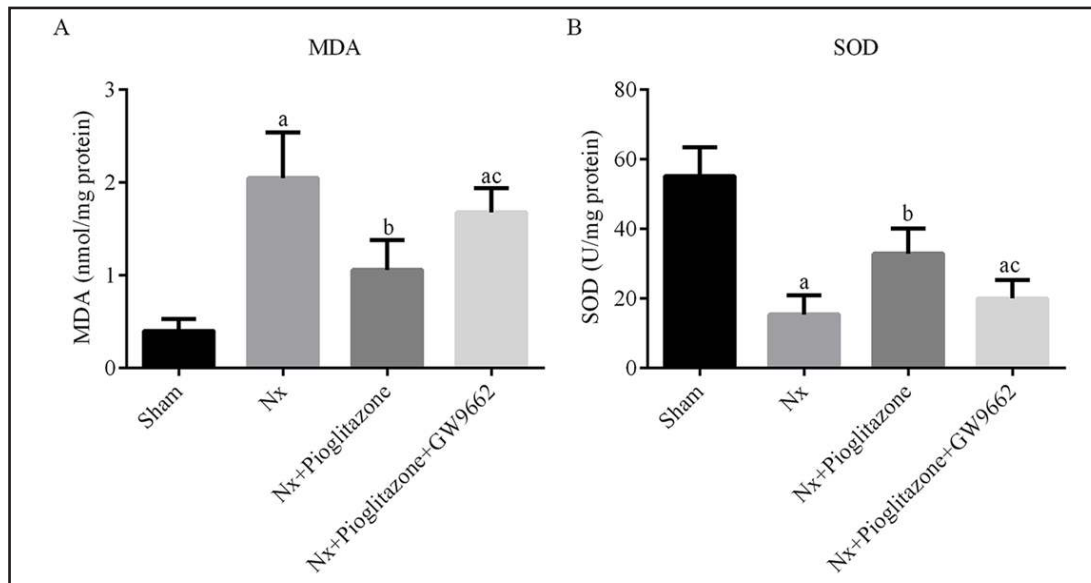 A
MDA
MDA (nmol/mg protein)
3
2
1
0
a
b
ac
Sham
Nx
Nx+Pioglitazone
Nx+Pioglitazone+GW9662
B
SOD
SOD (U/mg protein)
80
60
40
20
0
a
b
ac
Sham
Nx
Nx+Pioglitazone
Nx+Pioglitazone+GW9662